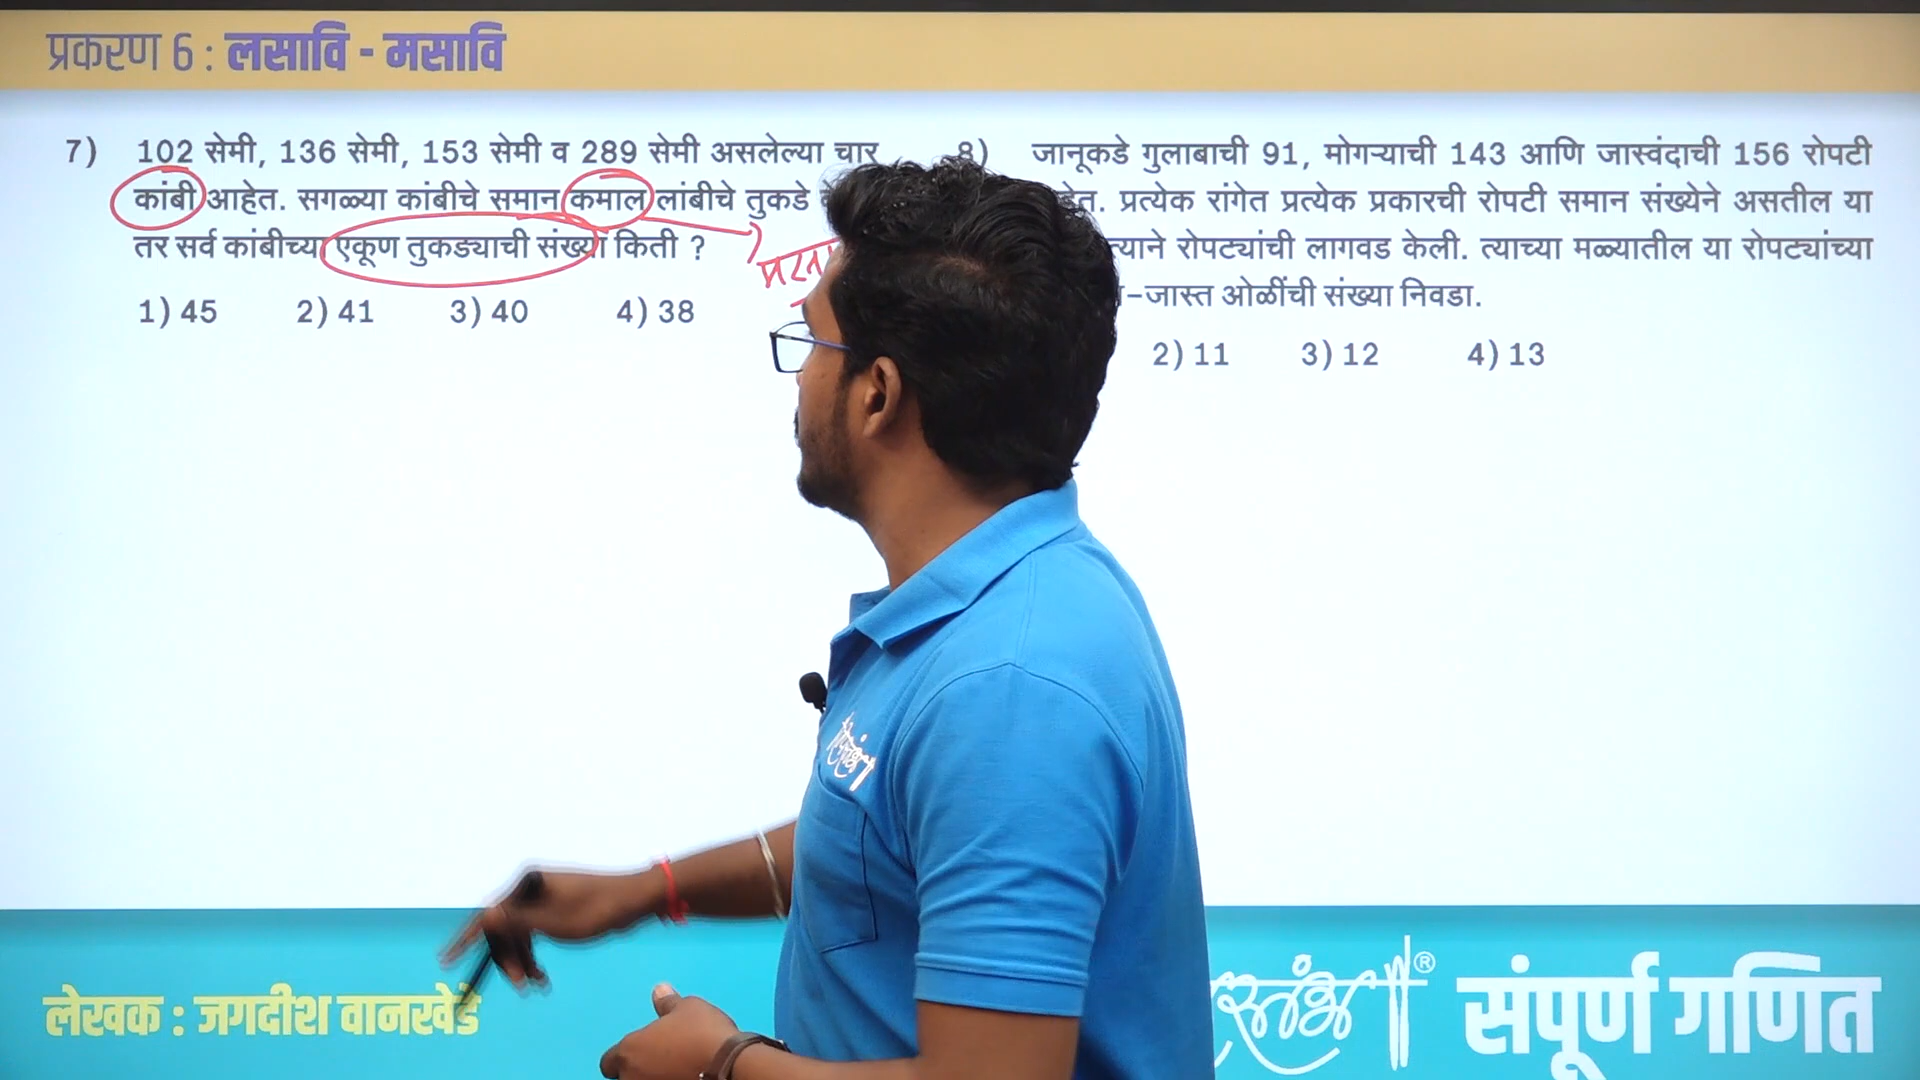 प्रकरण 6 : लसावि - मसावि
7) 102 सेमी, 136 सेमी, 153 सेमी व 289 सेमी असलेल्या चार
कांबी आहेत. सगळ्या कांबीचे समान कमाल लांबीचे तुकडे
तर सर्व कांबीच्या एकूण तुकड्याची संख्या किती ?
1) 45 2) 41 3) 40 4) 38
8) जानूकडे गुलाबाची 91, मोगऱ्याची 143 आणि जास्वंदाची 156 रोपटी
प्रत्येक रांगेत प्रत्येक प्रकारची रोपटी समान संख्येने असतील या
त्याने रोपट्यांची लागवड केली. त्याच्या मळ्यातील या रोपट्यांच्या
-जास्त ओळींची संख्या निवडा.
2) 11 3) 12 4) 13
लेखक : जगदीश वानखेडे
स्तंभ ® संपूर्ण गणित